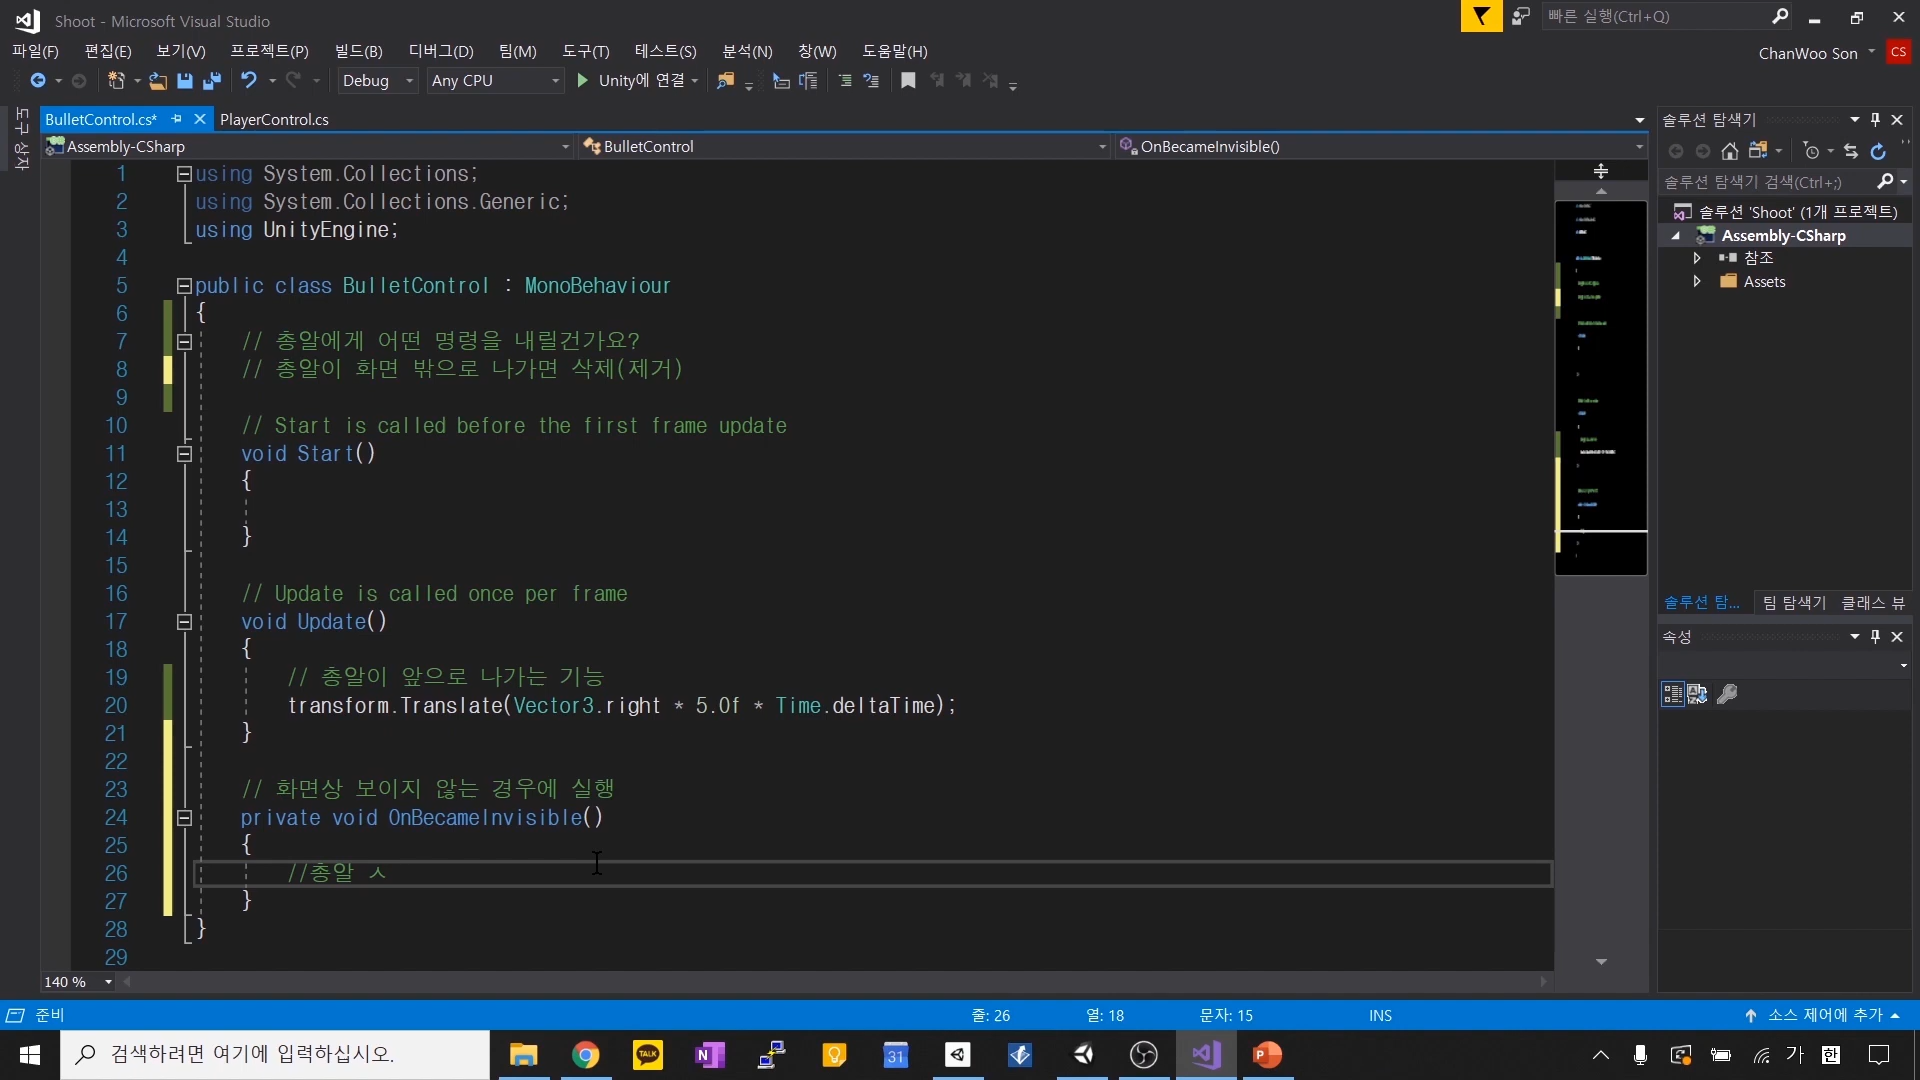 Shoot - Microsoft Visual Studio
빠른 실행(Ctrl+Q)
파일(F) 편집(E) 보기(V) 프로젝트(P) 빌드(B) 디버그(D) 팀(M) 도구(T) 테스트(S) 분석(N) 창(W) 도움말(H)
ChanWoo Son CS
Debug Any CPU Unity에 연결
도구 상자
BulletControl.cs* PlayerControl.cs
Assembly-CSharp BulletControl OnBecameInvisible()
1 using System.Collections;
2 using System.Collections.Generic;
3 using UnityEngine;
4
5 public class BulletControl : MonoBehaviour
6 {
7 // 총알에게 어떤 명령을 내릴건가요?
8 // 총알이 화면 밖으로 나가면 삭제(제거)
9
10 // Start is called before the first frame update
11 void Start()
12 {
13
14 }
15
16 // Update is called once per frame
17 void Update()
18 {
19 // 총알이 앞으로 나가는 기능
20 transform.Translate(Vector3.right * 5.0f * Time.deltaTime);
21 }
22
23 // 화면상 보이지 않는 경우에 실행
24 private void OnBecameInvisible()
25 {
26 //총알 ㅅ
27 }
28 }
29
140 %
솔루션 탐색기
솔루션 탐색기 검색(Ctrl+;)
솔루션 'Shoot' (1개 프로젝트)
Assembly-CSharp
참조
Assets
솔루션 탐... 팀 탐색기 클래스 뷰
속성
준비 줄: 26 열: 18 문자: 15 INS 소스 제어에 추가
검색하려면 여기에 입력하십시오.
TALK
N
31
P
가
한